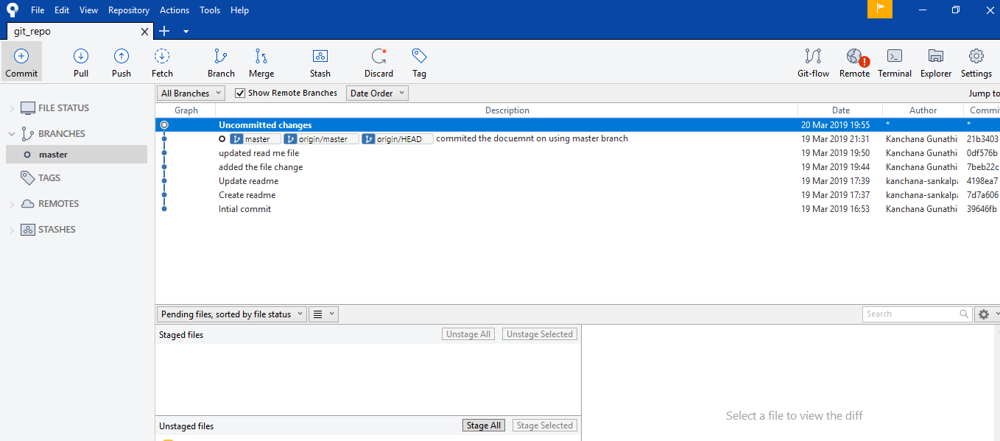 File Edit View Repository Actions Tools Help
git_repo
Commit Pull Push Fetch Branch Merge Stash Discard Tag Git-flow Remote Terminal Explorer Settings
All Branches Show Remote Branches Date Order Jump to
FILE STATUS
BRANCHES
master
TAGS
REMOTES
STASHES
Graph Description Date Author Commi
Uncommitted changes 20 Mar 2019 19:55 * *
master origin/master origin/HEAD commited the docuemnt on using master branch 19 Mar 2019 21:31 Kanchana Gunathi 21b3403
updated read me file 19 Mar 2019 19:50 Kanchana Gunathi 0df576b
added the file change 19 Mar 2019 19:44 Kanchana Gunathi 7beb22c
Update readme 19 Mar 2019 17:39 kanchana-sankalpa 4198ea7
Create readme 19 Mar 2019 17:37 kanchana-sankalpa 7d7a606
Intial commit 19 Mar 2019 16:53 Kanchana Gunathi 39646fb
Pending files, sorted by file status Search
Staged files Unstage All Unstage Selected
Select a file to view the diff
Unstaged files Stage All Stage Selected